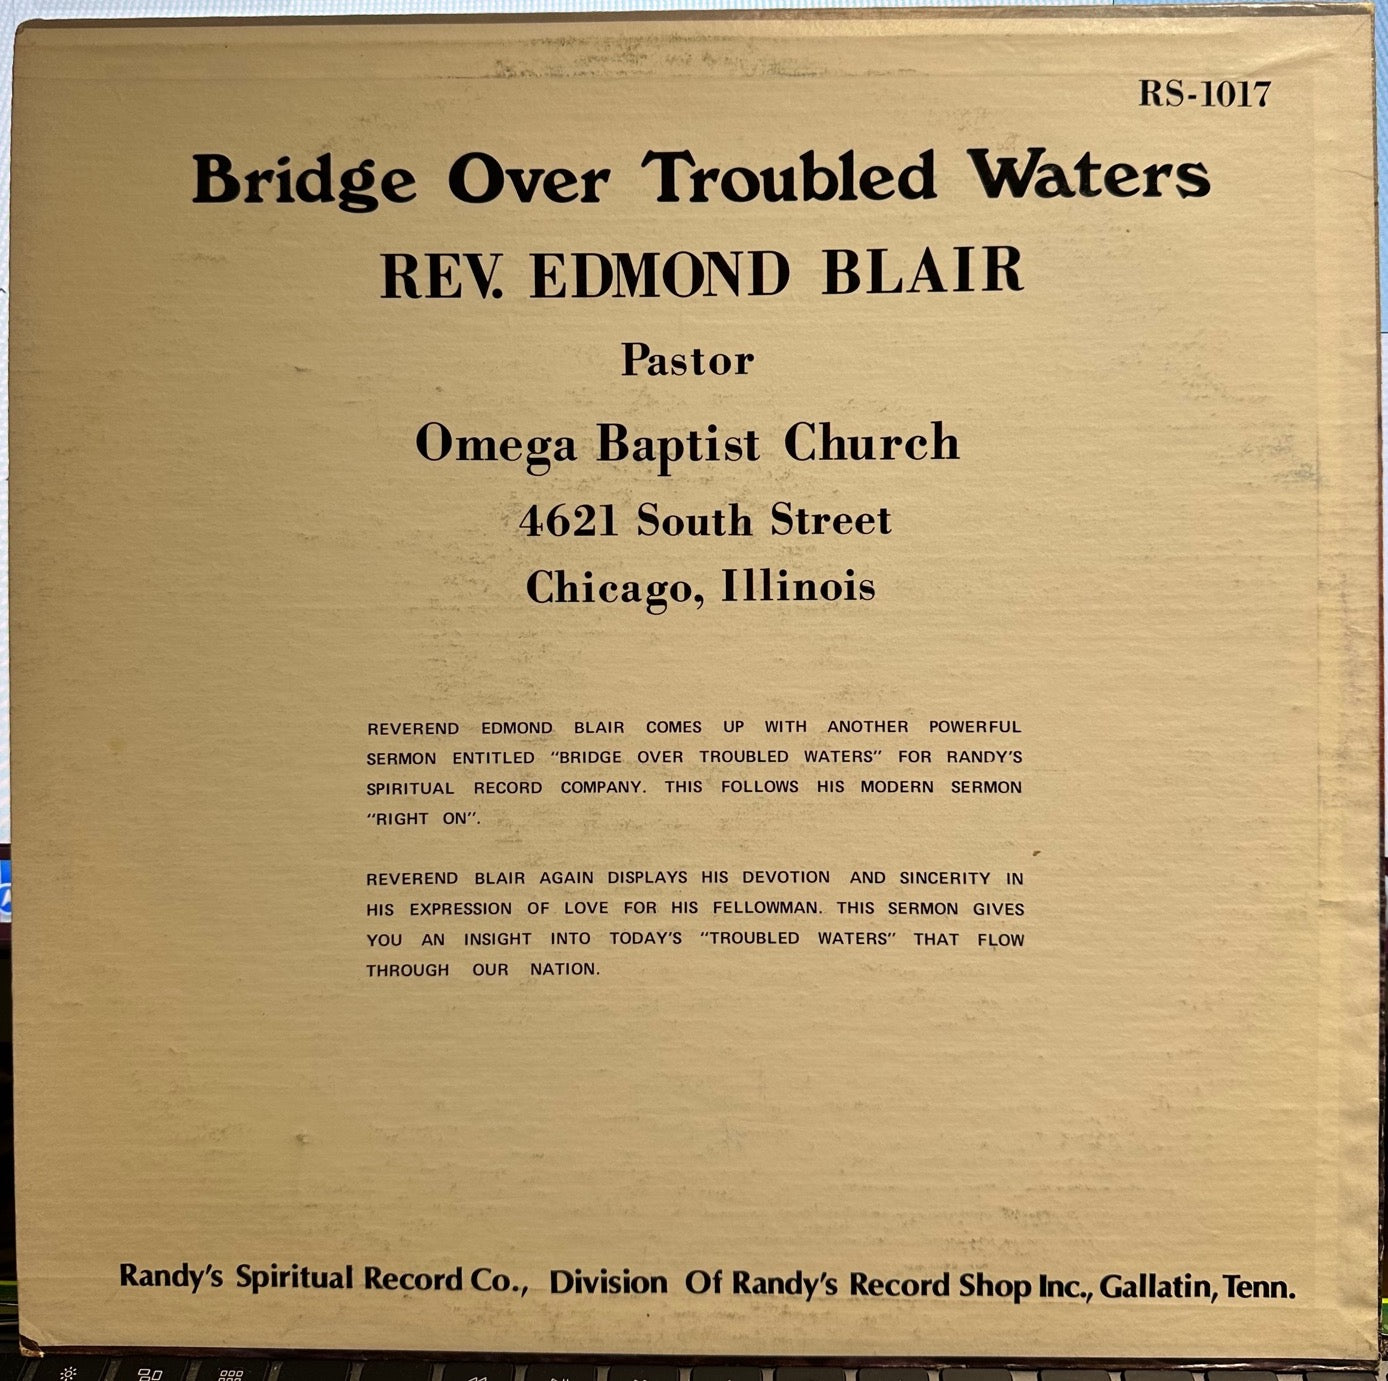 RS-1017
Bridge Over Troubled Waters
REV. EDMOND BLAIR
Pastor
Omega Baptist Church
4621 South Street
Chicago, Illinois
REVEREND EDMOND BLAIR COMES UP WITH ANOTHER POWERFUL
SERMON ENTITLED "BRIDGE OVER TROUBLED WATERS" FOR RANDY'S
SPIRITUAL RECORD COMPANY. THIS FOLLOWS HIS MODERN SERMON
"RIGHT ON".
REVEREND BLAIR AGAIN DISPLAYS HIS DEVOTION AND SINCERITY IN
HIS EXPRESSION OF LOVE FOR HIS FELLOWMAN. THIS SERMON GIVES
YOU AN INSIGHT INTO TODAY'S "TROUBLED WATERS" THAT FLOW
THROUGH OUR NATION.
Randy's Spiritual Record Co., Division Of Randy's Record Shop Inc., Gallatin, Tenn.